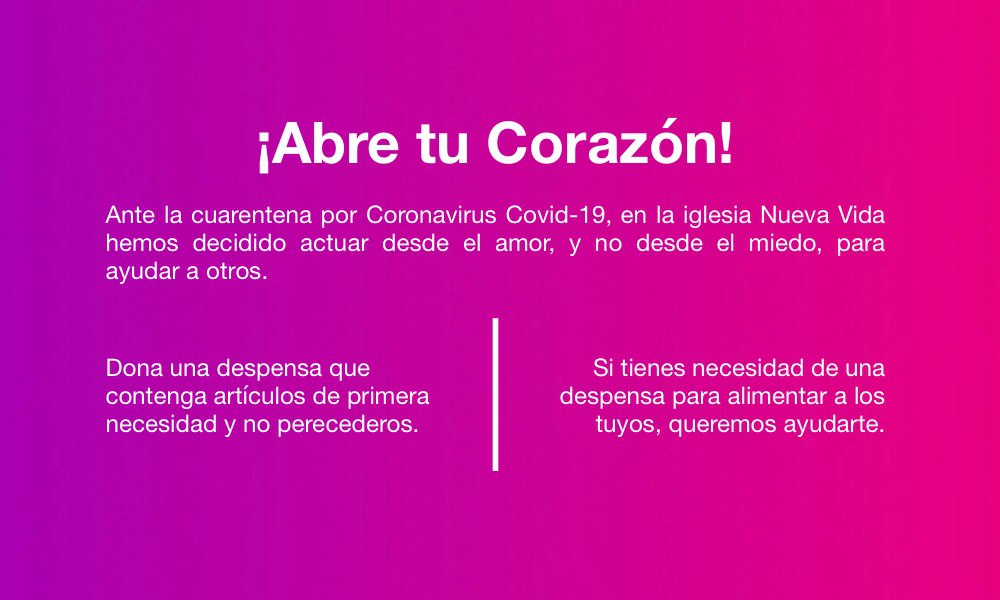 ¡Abre tu Corazón!
Ante la cuarentena por Coronavirus Covid-19, en la iglesia Nueva Vida
hemos decidido actuar desde el amor, y no desde el miedo, para
ayudar a otros.
Dona una despensa que
contenga artículos de primera
necesidad y no perecederos.
Si tienes necesidad de una
despensa para alimentar a los
tuyos, queremos ayudarte.